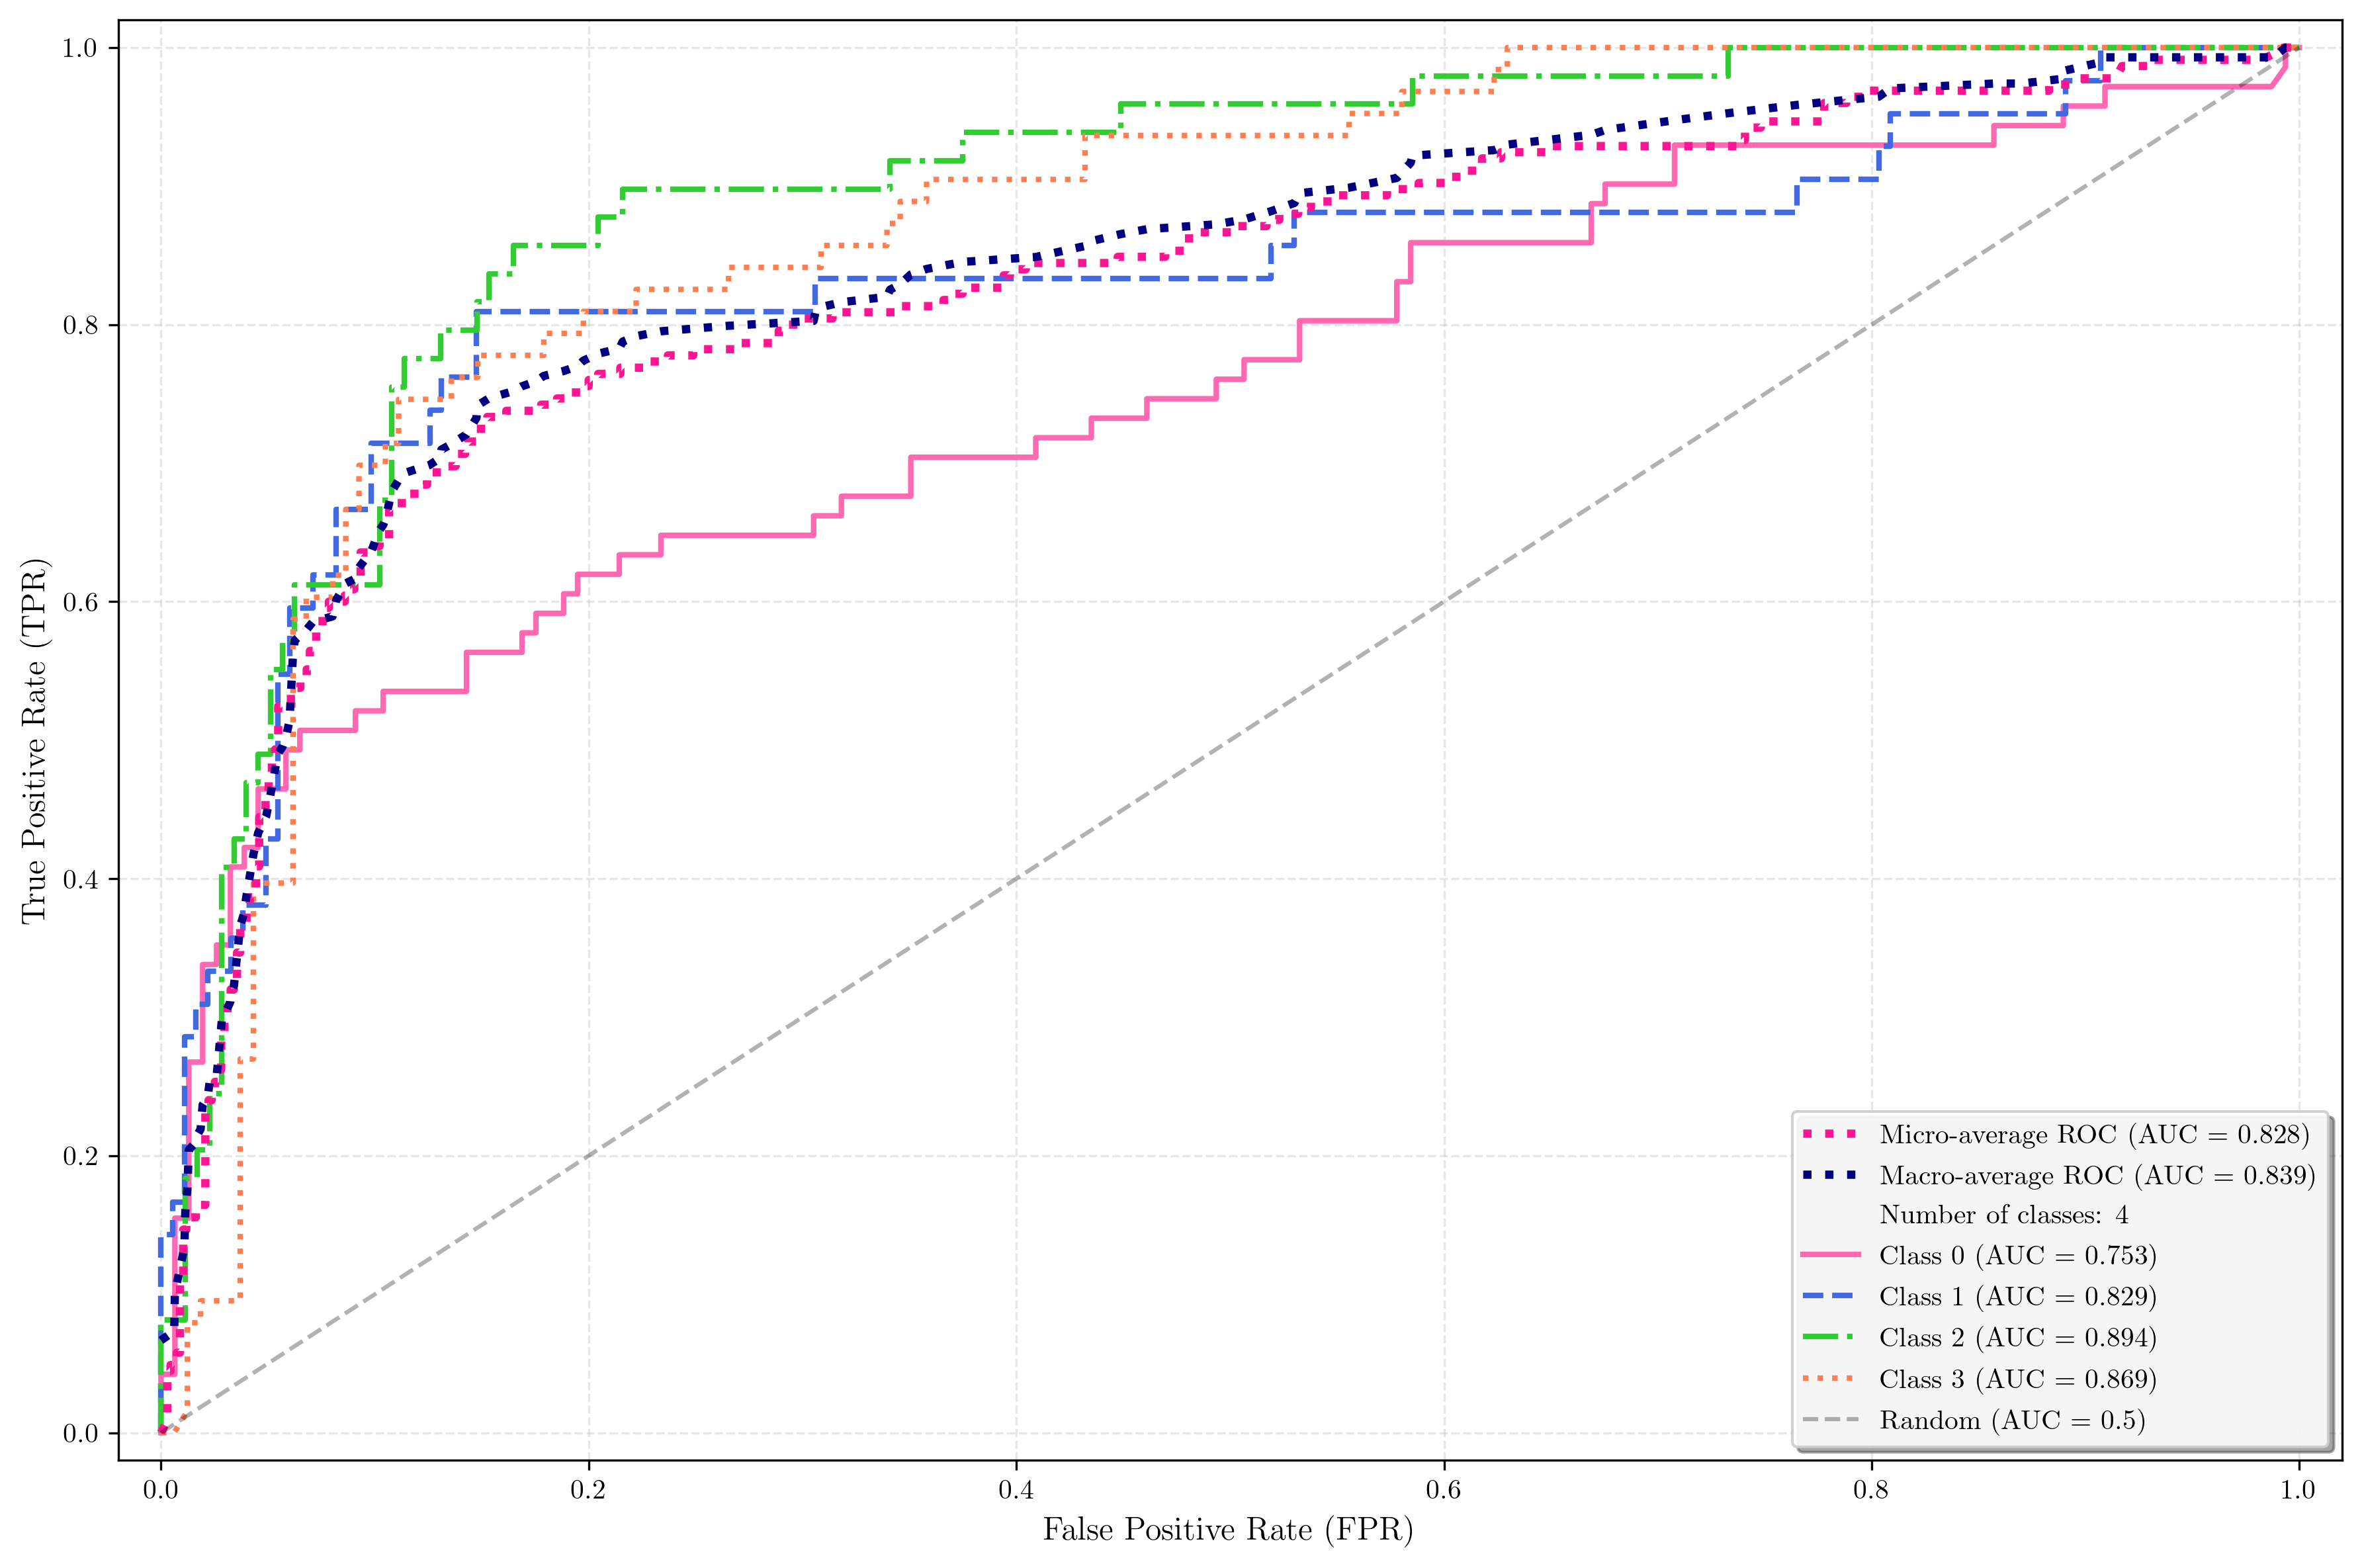 1.0
0.8
0.6
0.4
0.2
0.0
True Positive Rate (TPR)
Micro-average ROC (AUC = 0.828)
Macro-average ROC (AUC = 0.839)
Number of classes: 4
Class 0 (AUC = 0.753)
Class 1 (AUC = 0.829)
Class 2 (AUC = 0.894)
Class 3 (AUC = 0.869)
Random (AUC = 0.5)
0.0 0.2 0.4 0.6 0.8 1.0
False Positive Rate (FPR)